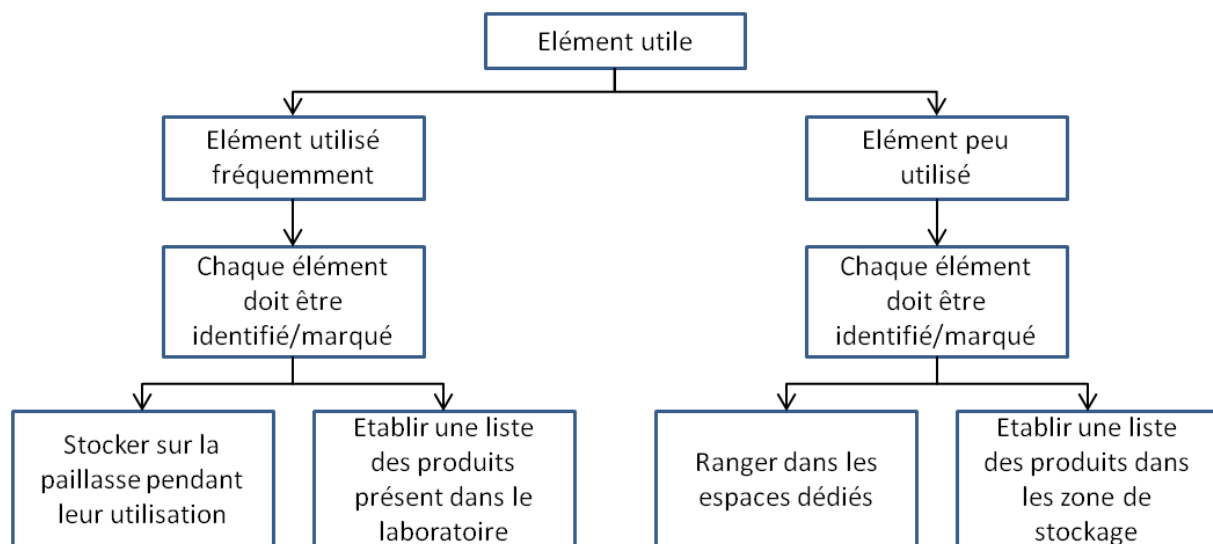 Elément utile
Elément utilisé
fréquemment
Elément peu
utilisé
Chaque élément
doit être
identifié/marqué
Chaque élément
doit être
identifié/marqué
Stocker sur la
paillasse pendant
leur utilisation
Etablir une liste
des produits
présent dans le
laboratoire
Ranger dans les
espaces dédiés
Etablir une liste
des produits dans
les zone de
stockage